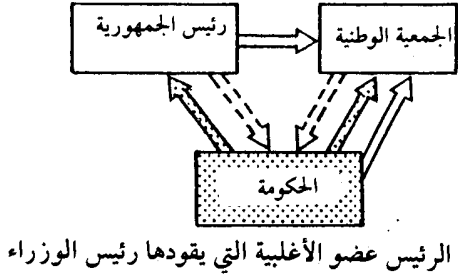 رئيس الجمهورية
الجمعية الوطنية
الحكومة
الرئيس عضو الأغلبية التي يقودها رئيس الوزراء